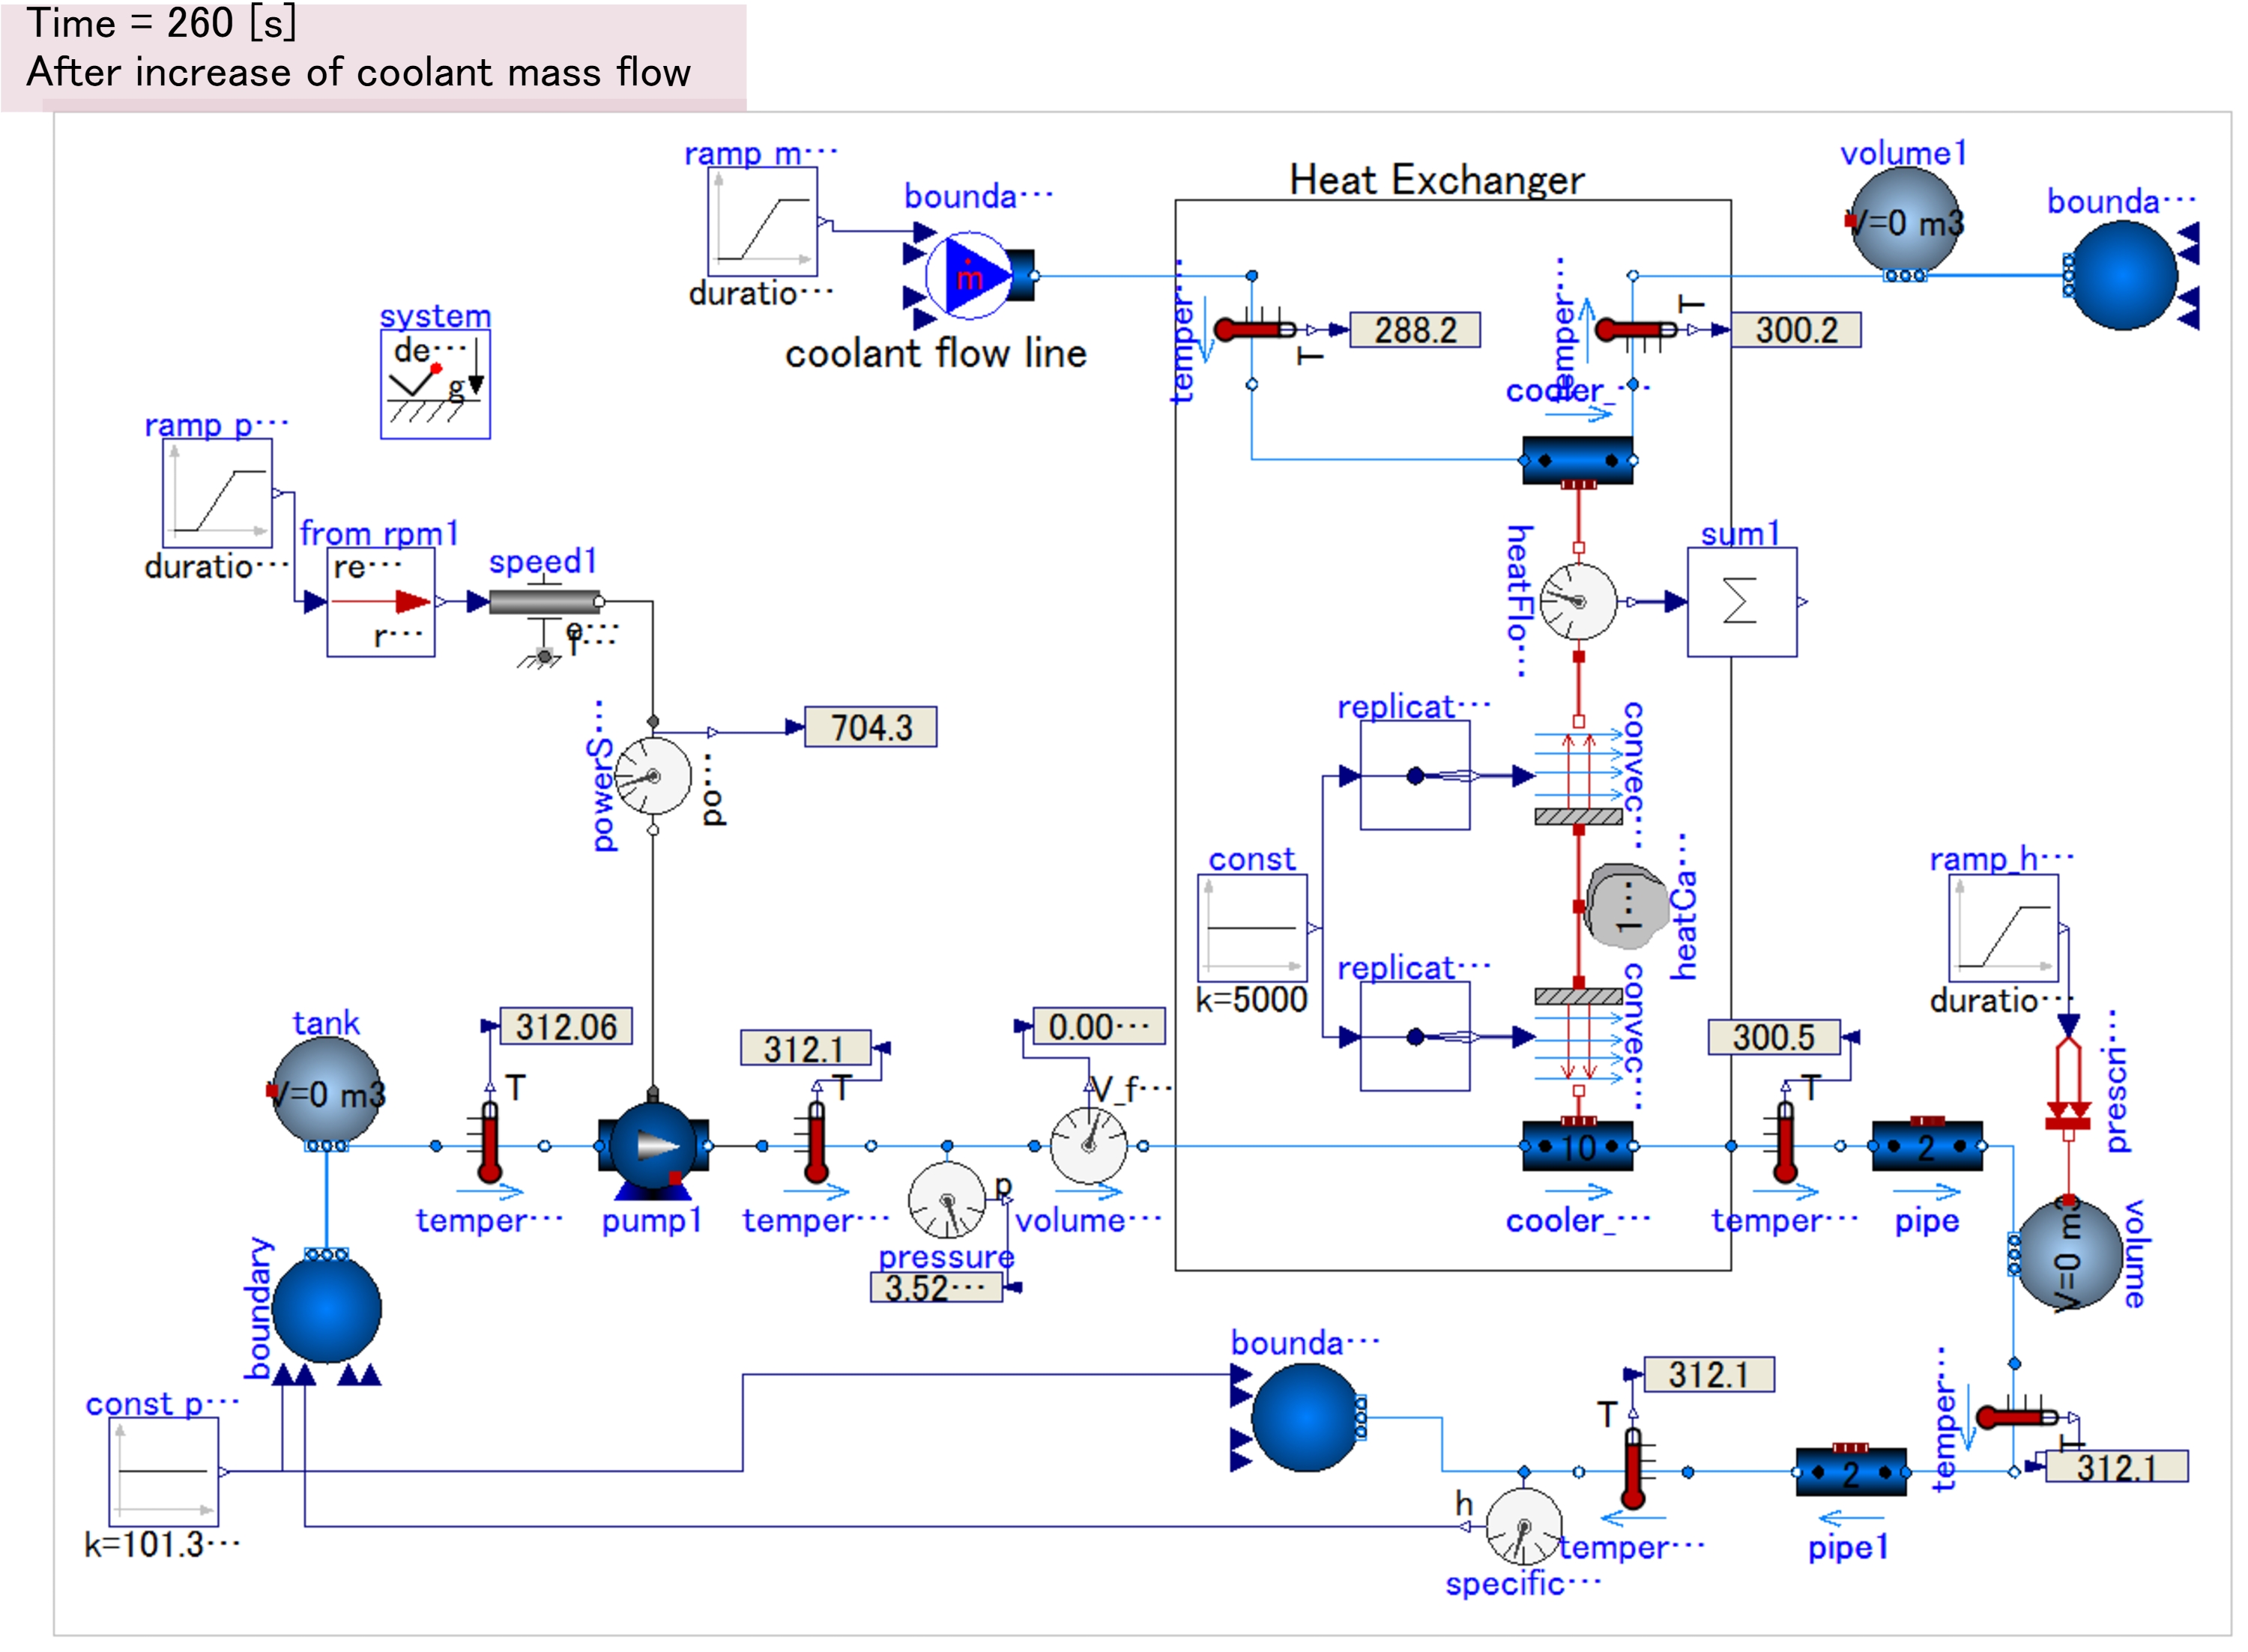 Time = 260 [s]
After increase of coolant mass flow
ramp m···
duratio···
bounda···
ṁ
coolant flow line
Heat Exchanger
volume1
V=0 m3
bounda···
temper···
T
288.2
temper···
T
300.2
cooler_···
system
de···
g
ramp p···
duratio···
from rpm1
re···
r···
speed1
e···
f···
heatFlo···
sum1
Σ
powerS···
704.3
po···
replicat···
convec···
const
k=5000
1···
heatCa···
replicat···
convec···
ramp_h···
duratio···
prescri···
tank
V=0 m3
312.06
T
temper···
pump1
312.1
T
temper···
p
pressure
3.52···
0.00···
V_f···
volume···
10
cooler_···
300.5
T
temper···
2
pipe
V=0 m3
volume
boundary
const p···
k=101.3···
bounda···
h
specific···
312.1
T
temper···
2
pipe1
temper···
T
312.1